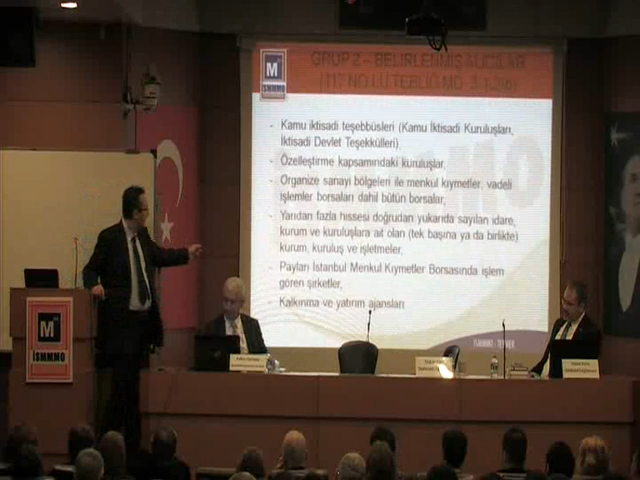 GRUP 2 – BELİRLENMİŞ ALICILAR
(117 NO.LU TEBLİĞ MD. 3.1.2/b)
M
İSMMMO
- Kamu iktisadi teşebbüsleri (Kamu İktisadi Kuruluşları,
İktisadi Devlet Teşekkülleri)
- Özelleştirme kapsamındaki kuruluşlar,
- Organize sanayi bölgeleri ile menkul kıymetler, vadeli
işlemler borsaları dahil bütün borsalar,
- Yarıdan fazla hissesi doğrudan yukarıda sayılan idare,
kurum ve kuruluşlara ait olan (tek başına ya da birlikte)
kurum, kuruluş ve işletmeler,
- Payları İstanbul Menkul Kıymetler Borsasında işlem
gören şirketler,
- Kalkınma ve yatırım ajansları
M
İSMMMO